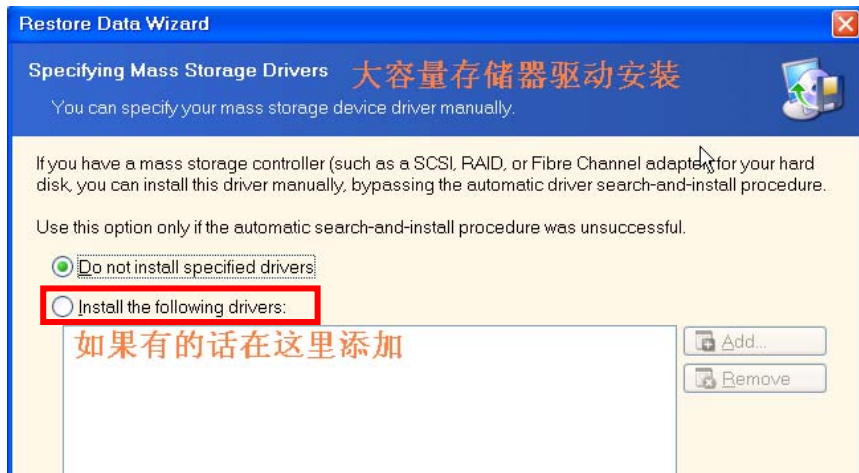 Restore Data Wizard
Specifying Mass Storage Drivers 大容量存储器驱动安装
You can specify your mass storage device driver manually.
If you have a mass storage controller (such as a SCSI, RAID, or Fibre Channel adapter) for your hard
disk, you can install this driver manually, bypassing the automatic driver search-and-install procedure.
Use this option only if the automatic search-and-install procedure was unsuccessful.
Do not install specified drivers
Install the following drivers:
如果有的话在这里添加
Add...
Remove